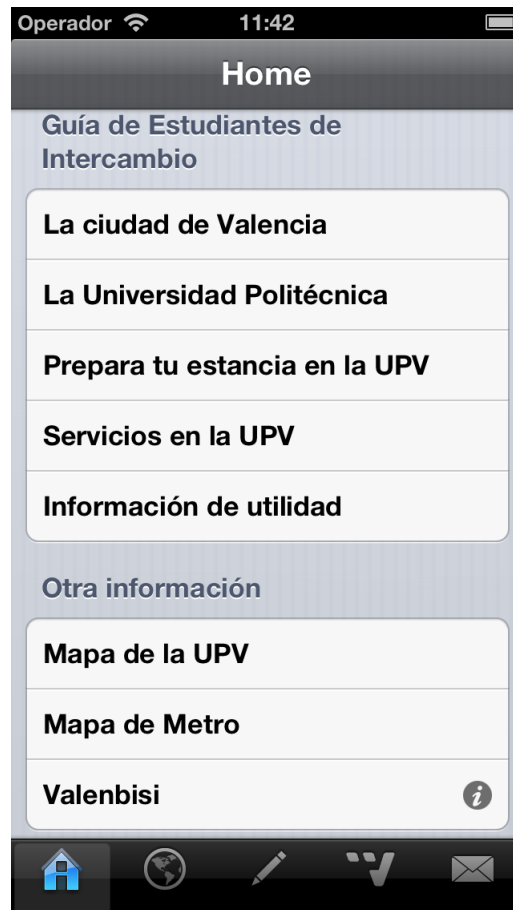 Operador 11:42
Home
Guía de Estudiantes de
Intercambio
La ciudad de Valencia
La Universidad Politécnica
Prepara tu estancia en la UPV
Servicios en la UPV
Información de utilidad
Otra información
Mapa de la UPV
Mapa de Metro
Valenbisi